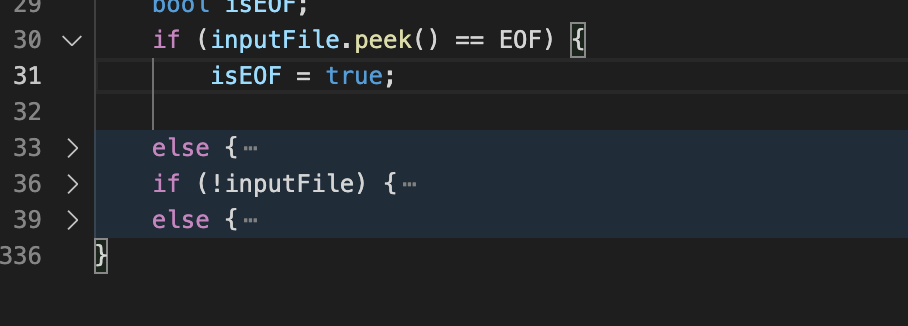 29 bool isEOF;
30 if (inputFile.peek() == EOF) {
31 isEOF = true;
32
33 else {⋯
36 if (!inputFile) {⋯
39 else {⋯
336 }